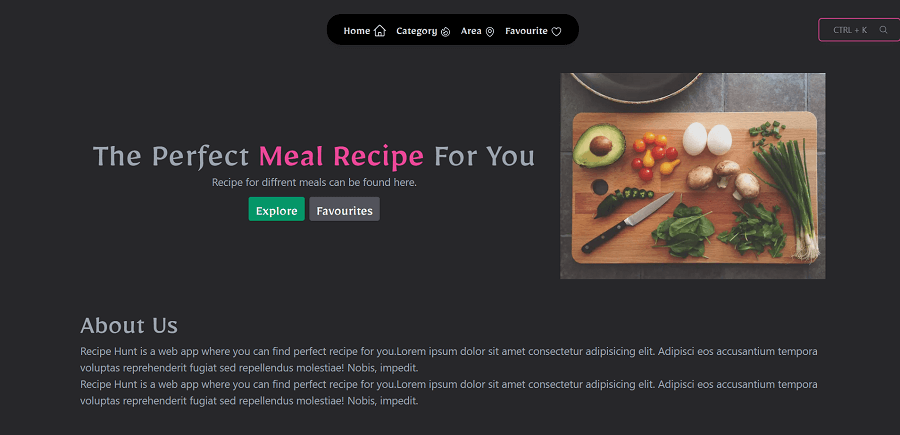 Home Category Area Favourite
CTRL + K
The Perfect Meal Recipe For You
Recipe for diffrent meals can be found here.
Explore Favourites
About Us
Recipe Hunt is a web app where you can find perfect recipe for you.Lorem ipsum dolor sit amet consectetur adipisicing elit. Adipisci eos accusantium tempora
voluptas reprehenderit fugiat sed repellendus molestiae! Nobis, impedit.
Recipe Hunt is a web app where you can find perfect recipe for you.Lorem ipsum dolor sit amet consectetur adipisicing elit. Adipisci eos accusantium tempora
voluptas reprehenderit fugiat sed repellendus molestiae! Nobis, impedit.